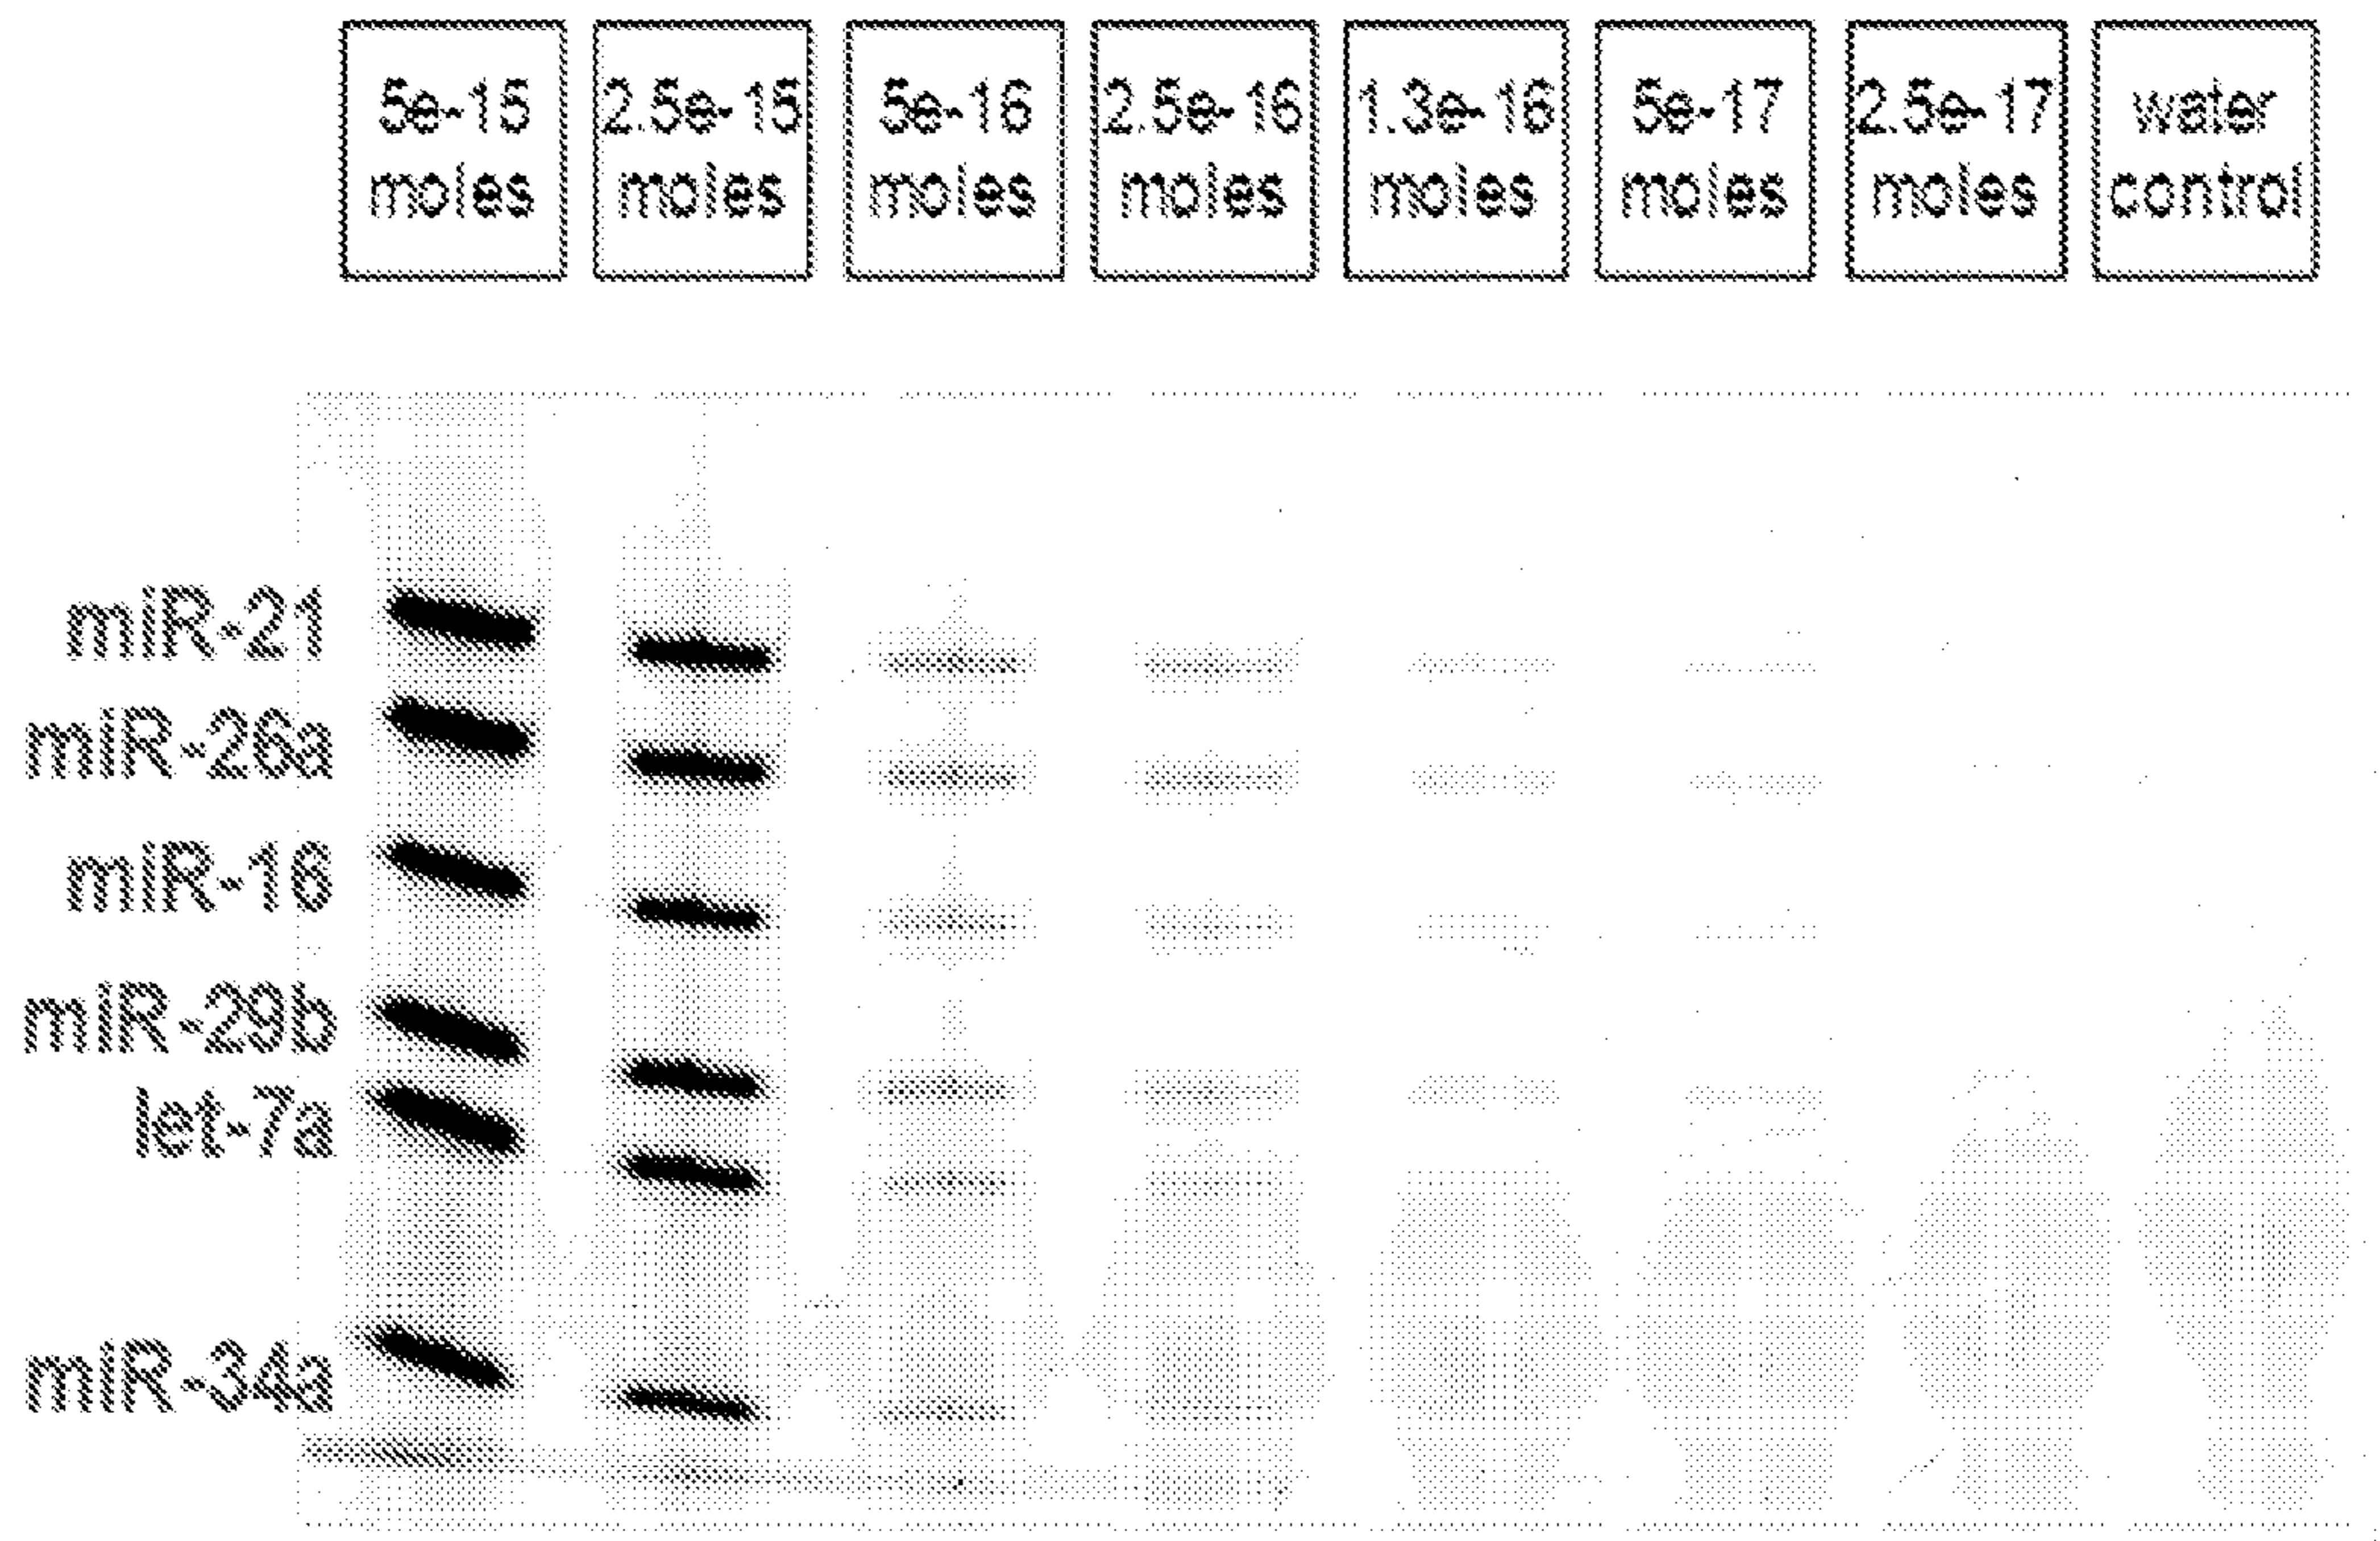 5e-15
moles
2.5e-15
moles
5e-16
moles
2.5e-16
moles
1.3e-16
moles
5e-17
moles
2.5e-17
moles
water
control
miR-21
miR-26a
miR-16
miR-29b
let-7a
miR-34a